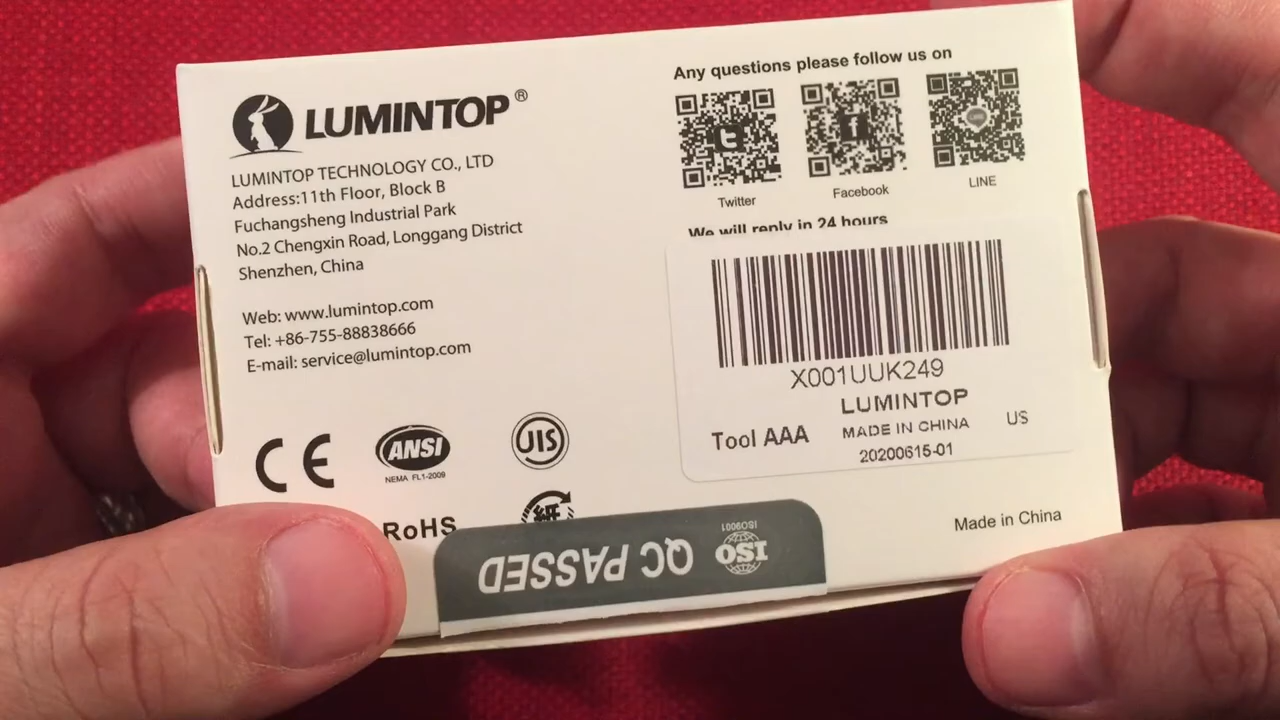 LUMINTOP®
LUMINTOP TECHNOLOGY CO., LTD
Address:11th Floor, Block B
Fuchangsheng Industrial Park
No.2 Chengxin Road, Longgang District
Shenzhen, China
Web: www.lumintop.com
Tel: +86-755-88838666
E-mail: service@lumintop.com
CE
ANSI
NEMA FL1-2009
JIS
RoHS
紙
Any questions please follow us on
Twitter
Facebook
LINE
We will reply in 24 hours
X001UUK249
LUMINTOP
Tool AAA
MADE IN CHINA
US
20200615-01
Made in China
QC PASSED
ISO
ISO9001